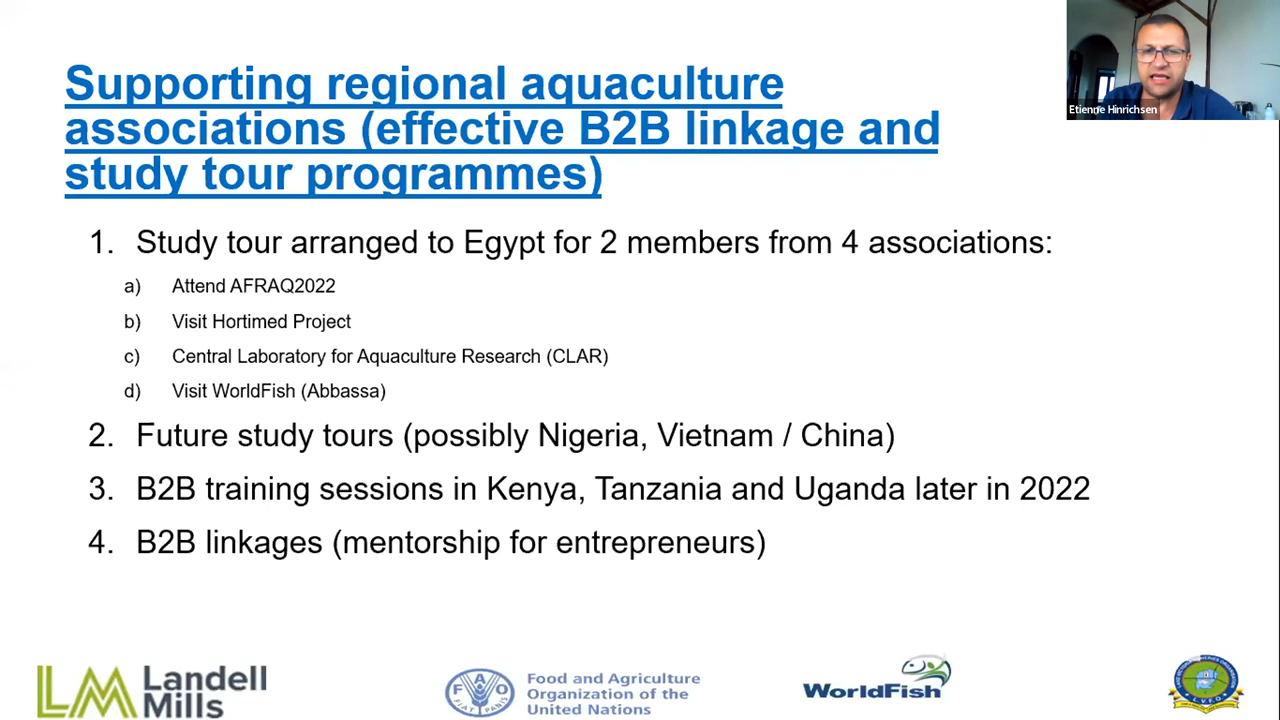 Supporting regional aquaculture
associations (effective B2B linkage and
study tour programmes)
Etienne Hinrichsen
1. Study tour arranged to Egypt for 2 members from 4 associations:
a) Attend AFRAQ2022
b) Visit Hortimed Project
c) Central Laboratory for Aquaculture Research (CLAR)
d) Visit WorldFish (Abbassa)
2. Future study tours (possibly Nigeria, Vietnam / China)
3. B2B training sessions in Kenya, Tanzania and Uganda later in 2022
4. B2B linkages (mentorship for entrepreneurs)
LM Landell
Mills
FAO
FIAT PANIS
Food and Agriculture
Organization of the
United Nations
WorldFish